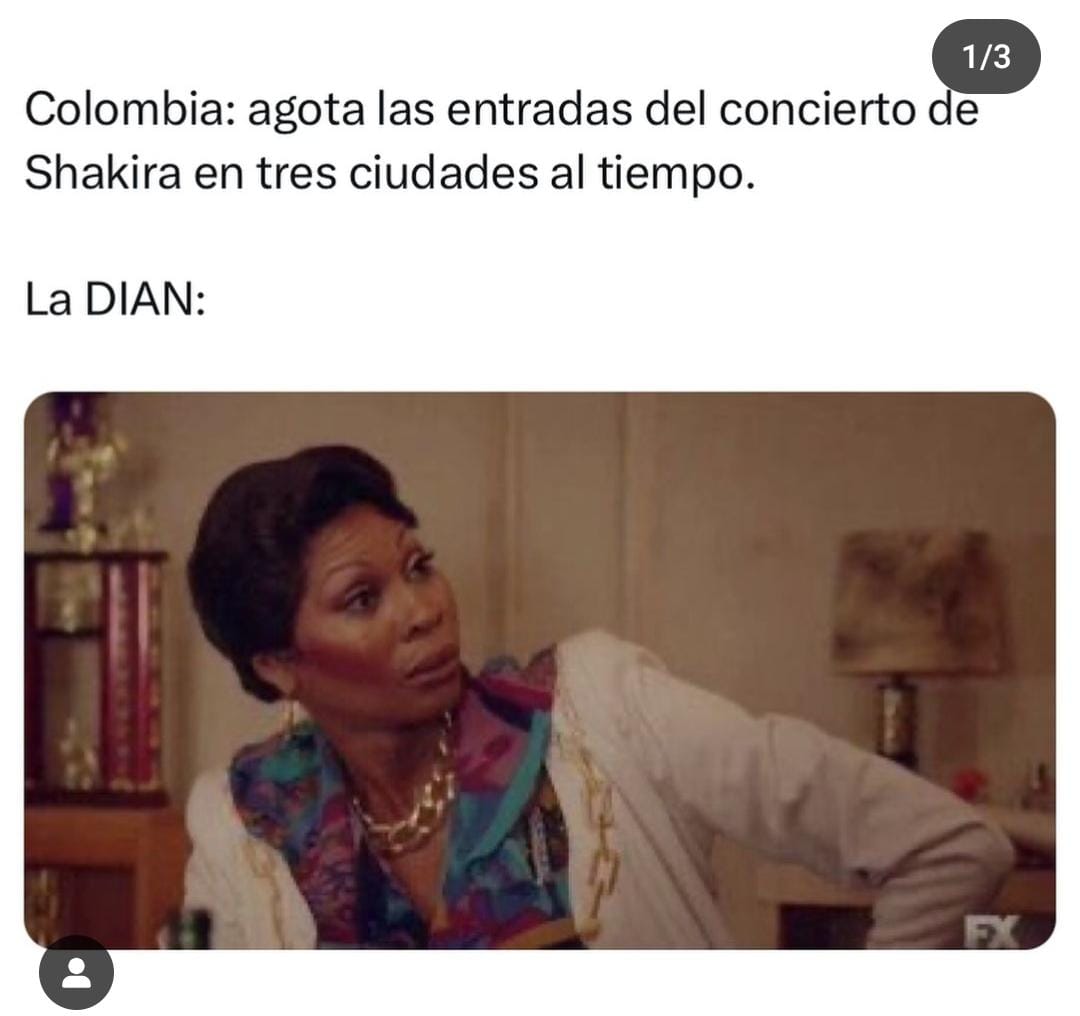 1/3
Colombia: agota las entradas del concierto de
Shakira en tres ciudades al tiempo.
La DIAN:
FX